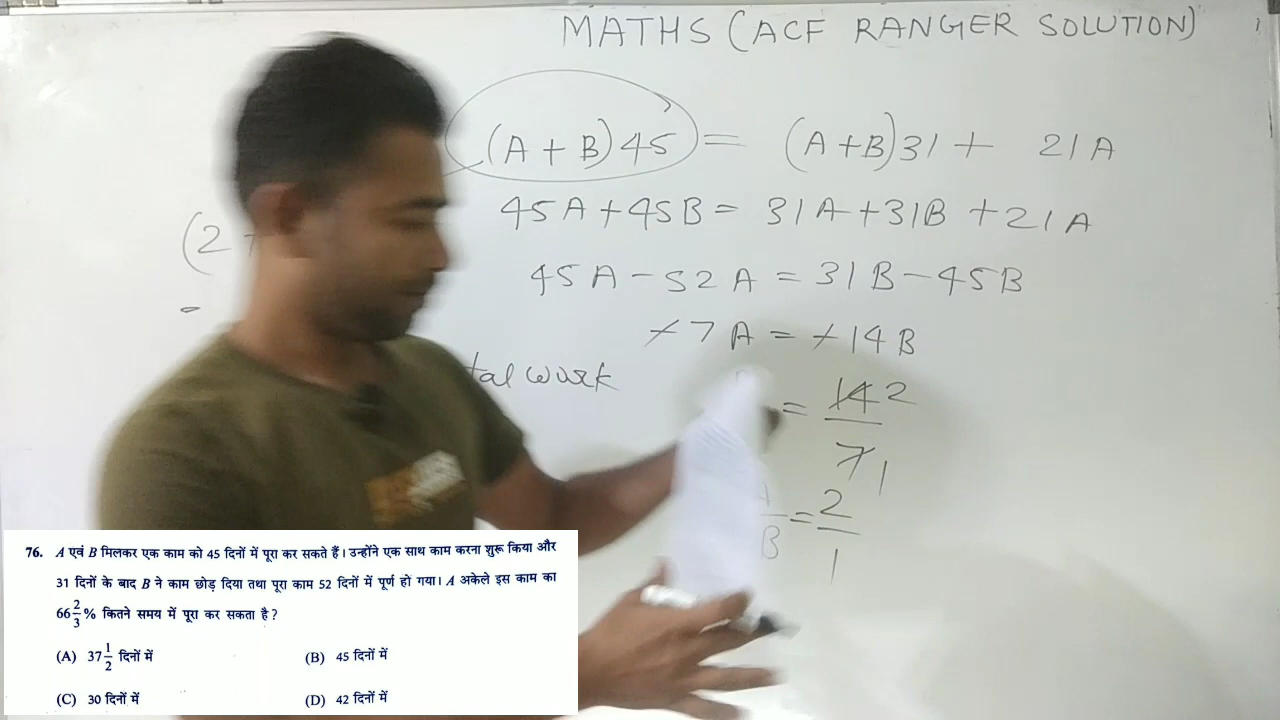 MATHS (ACF RANGER SOLUTION)
(A + B) 45 = (A + B) 31 + 21A
45A + 45B = 31A + 31B + 21A
(2 +
45A - 52A = 31B - 45B
-7A = -14B
work
= 14 2
7 1
B = 2
1
76. A एवं B मिलकर एक काम को 45 दिनों में पूरा कर सकते हैं। उन्होंने एक साथ काम करना शुरू किया और
31 दिनों के बाद B ने काम छोड़ दिया तथा पूरा काम 52 दिनों में पूर्ण हो गया। A अकेले इस काम का
66 2/3 % कितने समय में पूरा कर सकता है ?
(A) 37 1/2 दिनों में (B) 45 दिनों में
(C) 30 दिनों में (D) 42 दिनों में